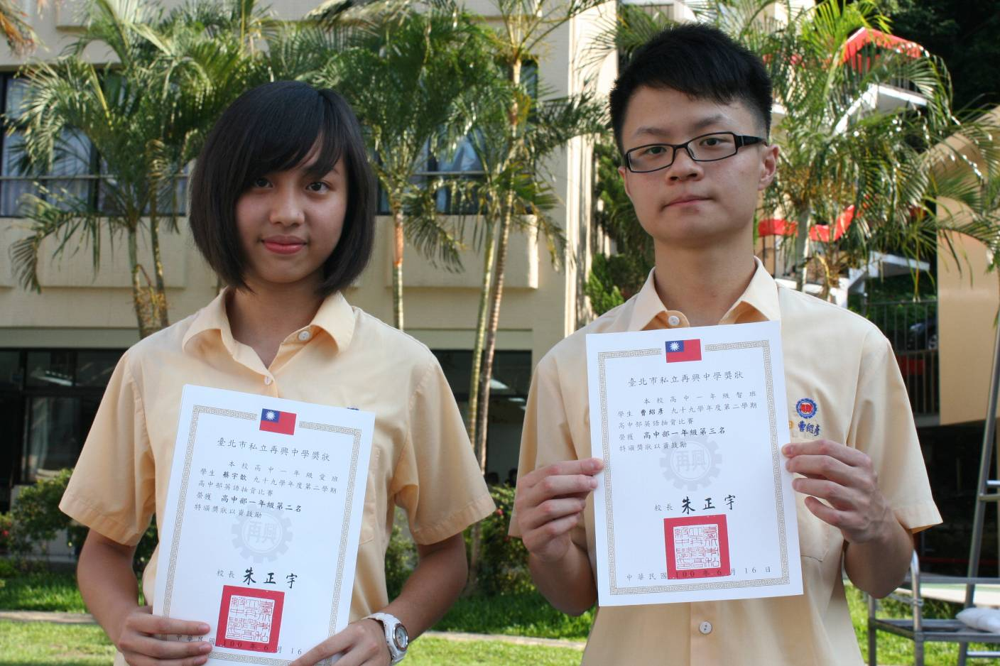 臺北市私立再興中學獎狀
本校高中一年級愛班
學生 蔡宇歆 九十九學年度第二學期
高中部英語抽背比賽
榮獲 高中部一年級第二名
特頒獎狀以資鼓勵
再興
校長 朱正宇
中華民國 100 年 6 月 16
臺北市私立再興中學獎狀
本校高中一年級智班
學生 曹紹彥 九十九學年度第二學期
高中部英語抽背比賽
榮獲 高中部一年級第三名
特頒獎狀以資鼓勵
再興
校長 朱正宇
中華民國 100 年 6 月 16 日
再興
曹紹彥